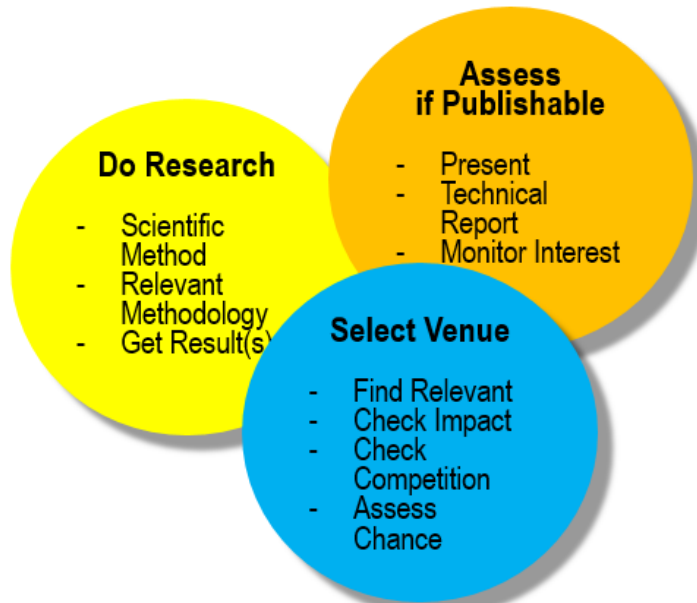 Do Research
- Scientific
Method
- Relevant
Methodology
- Get Result(s)
Assess
if Publishable
- Present
- Technical
Report
- Monitor Interest
Select Venue
- Find Relevant
- Check Impact
- Check
Competition
- Assess
Chance